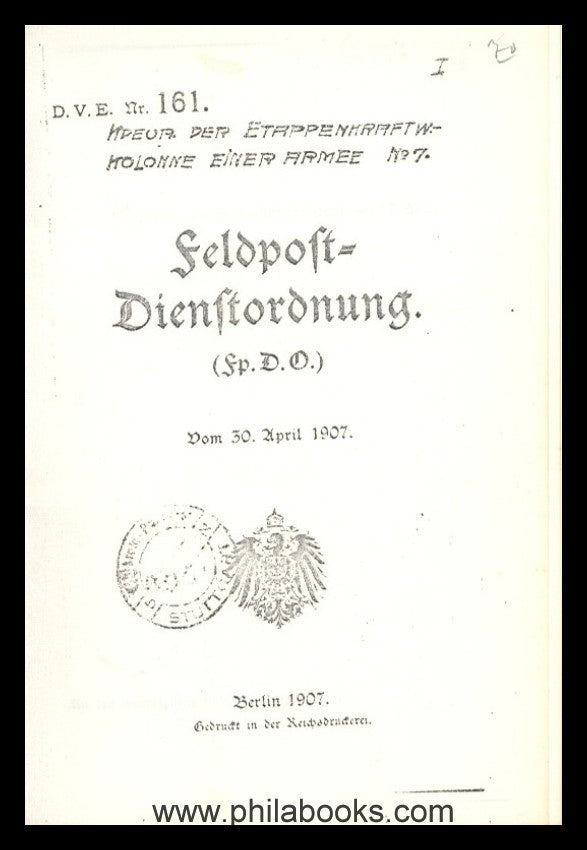 I
D. V. E. Nr. 161.
KDEUR DER ETAPPENKRAFTW-
KOLONNE EINER ARMEE No 7.
Feldpoſt-
Dienſtordnung.
(Fp. D. O.)
Vom 30. April 1907.
Berlin 1907.
Gedruckt in der Reichsdruckerei.
www.philabooks.com